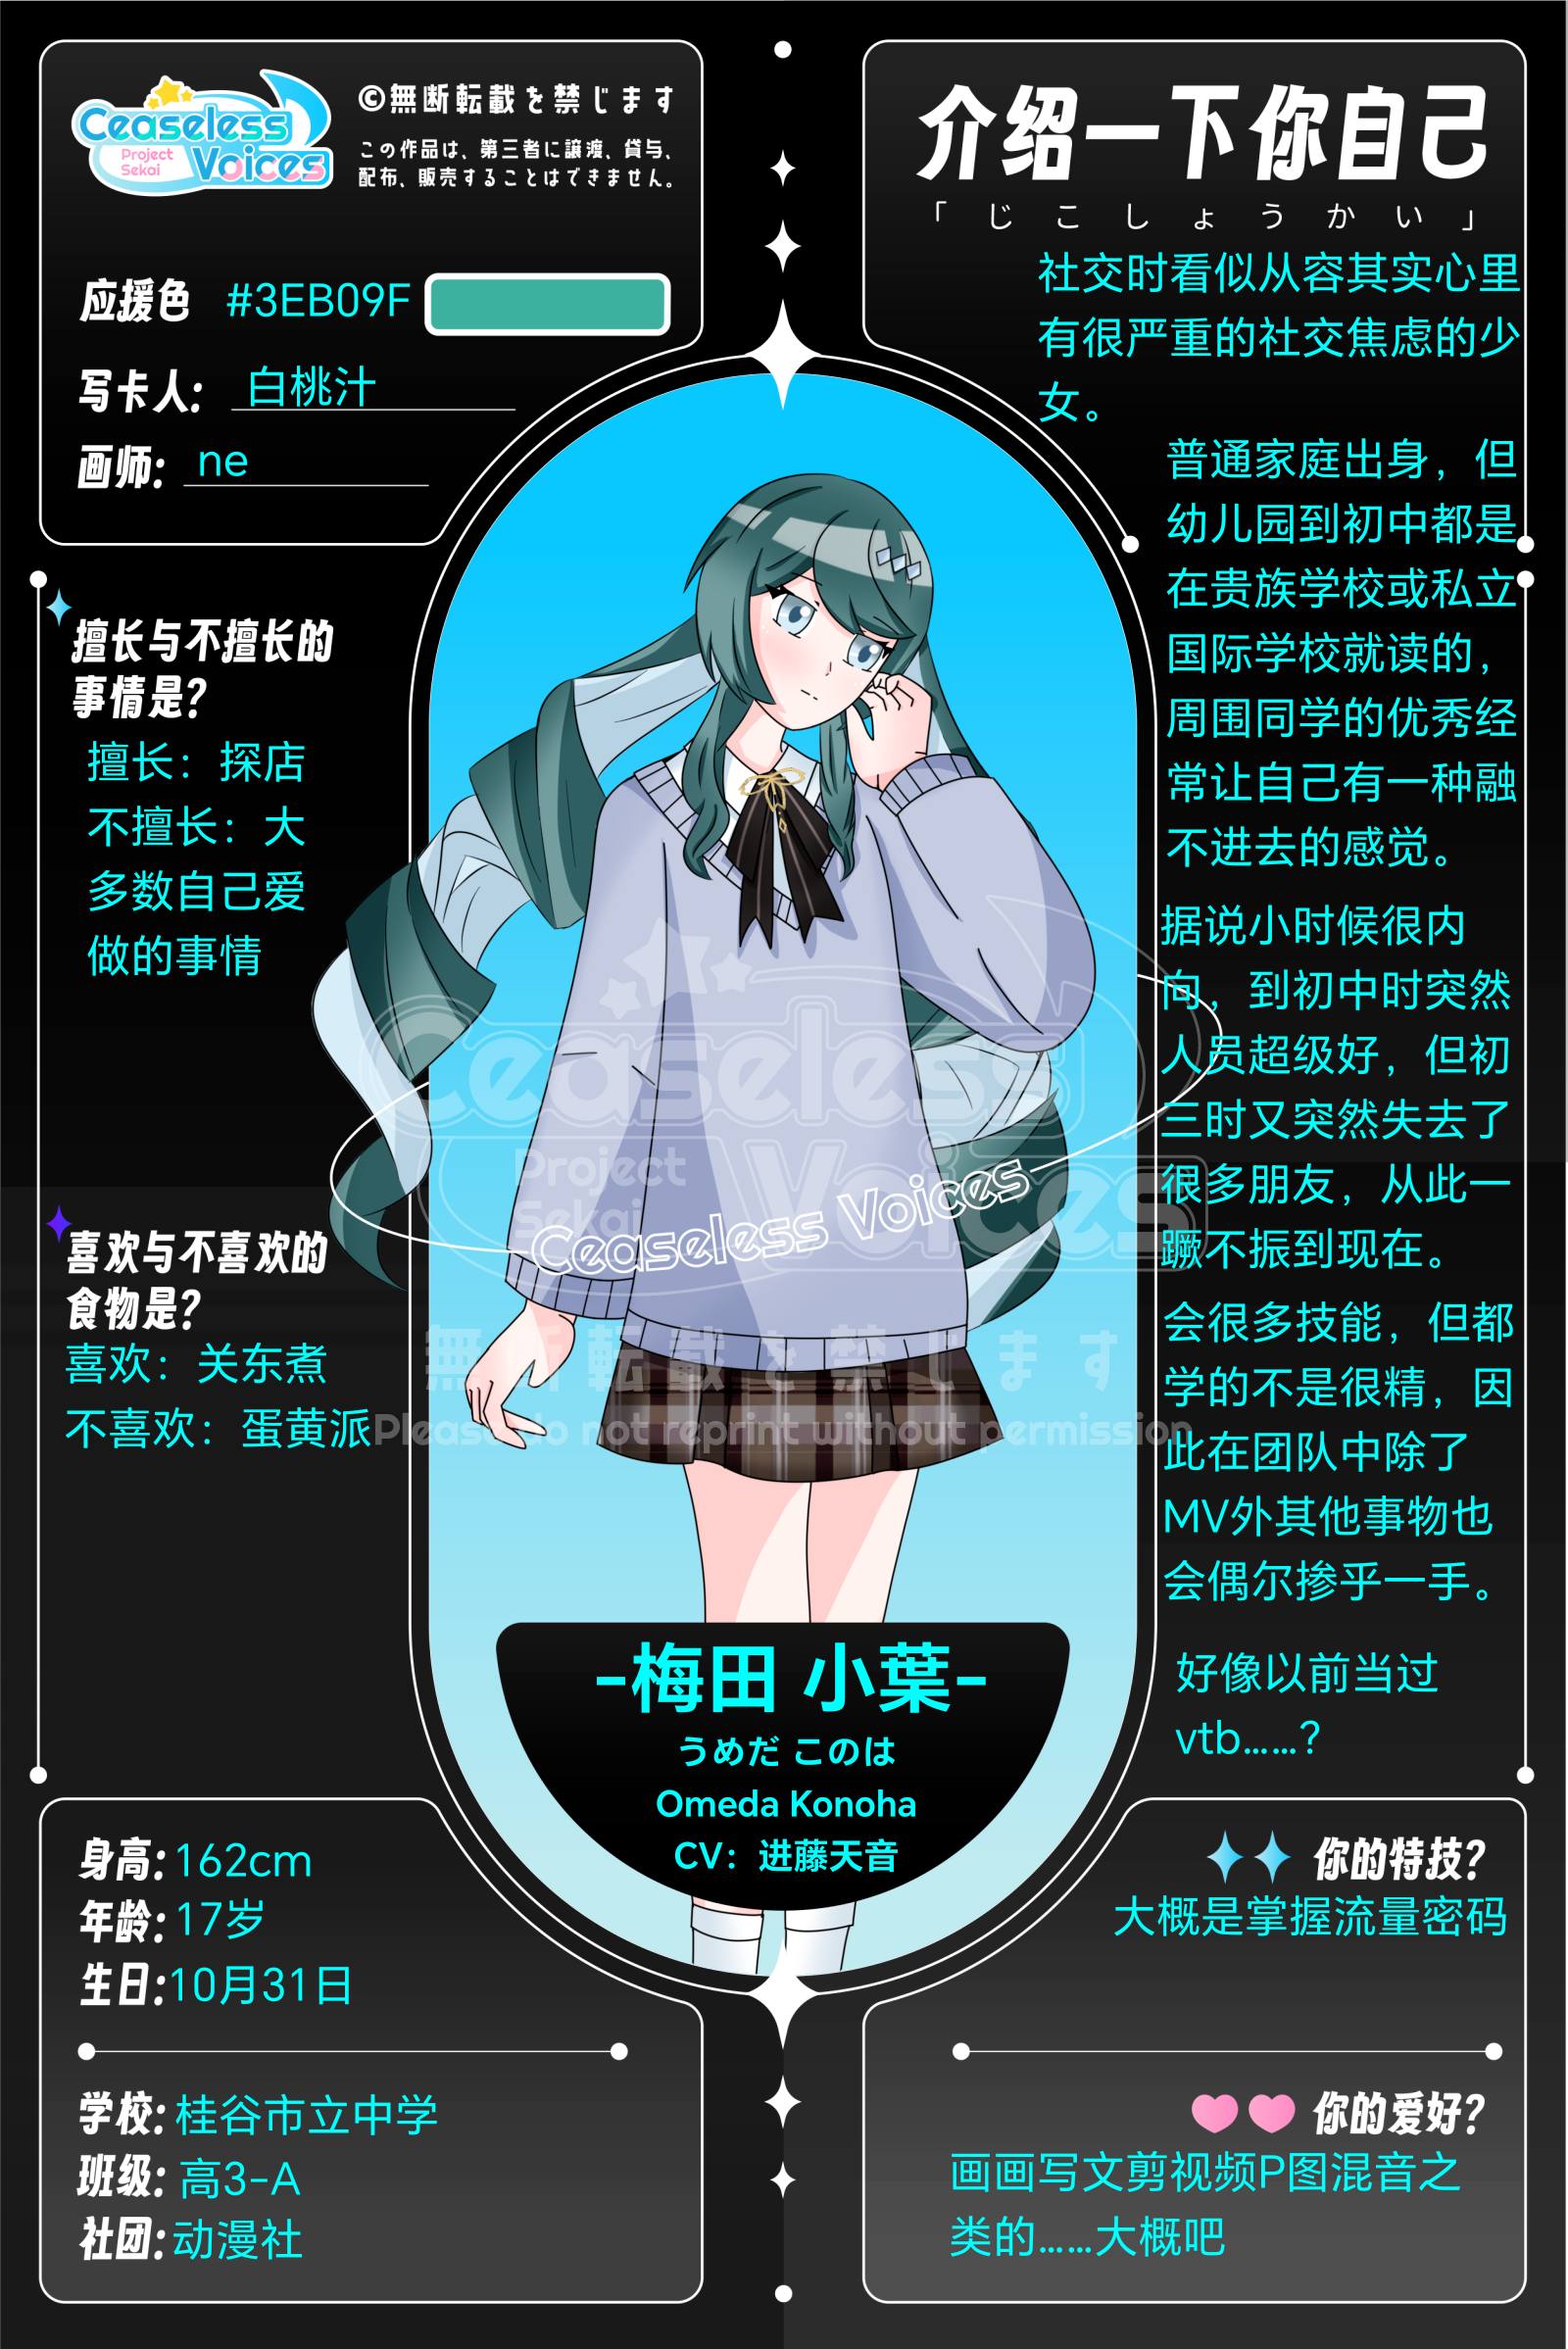 Ceaseless
Voices
Project
Sekai
©無断転載を禁じます
この作品は、第三者に譲渡、貸与、
配布、販売することはできません。
应援色 #3EB09F
写卡人: 白桃汁
画师: ne
介绍一下你自己
「じこしょうかい」
社交时看似从容其实心里
有很严重的社交焦虑的少
女。
普通家庭出身，但
幼儿园到初中都是
在贵族学校或私立
国际学校就读的，
周围同学的优秀经
常让自己有一种融
不进去的感觉。
据说小时候很内
向，到初中时突然
人员超级好，但初
三时又突然失去了
很多朋友，从此一
蹶不振到现在。
会很多技能，但都
学的不是很精，因
此在团队中除了
MV外其他事物也
会偶尔掺乎一手。
好像以前当过
vtb……?
擅长与不擅长的
事情是?
擅长：探店
不擅长：大
多数自己爱
做的事情
喜欢与不喜欢的
食物是?
喜欢：关东煮
不喜欢：蛋黄派
Ceaseless
Voices
Project
Sekai
Ceaseless Voices
無断転載を禁じます
Please do not reprint without permission
-梅田 小葉-
うめだ このは
Omeda Konoha
CV：进藤天音
身高: 162cm
年龄: 17岁
生日: 10月31日
学校: 桂谷市立中学
班级: 高3-A
社团: 动漫社
你的特技?
大概是掌握流量密码
你的爱好?
画画写文剪视频P图混音之
类的……大概吧